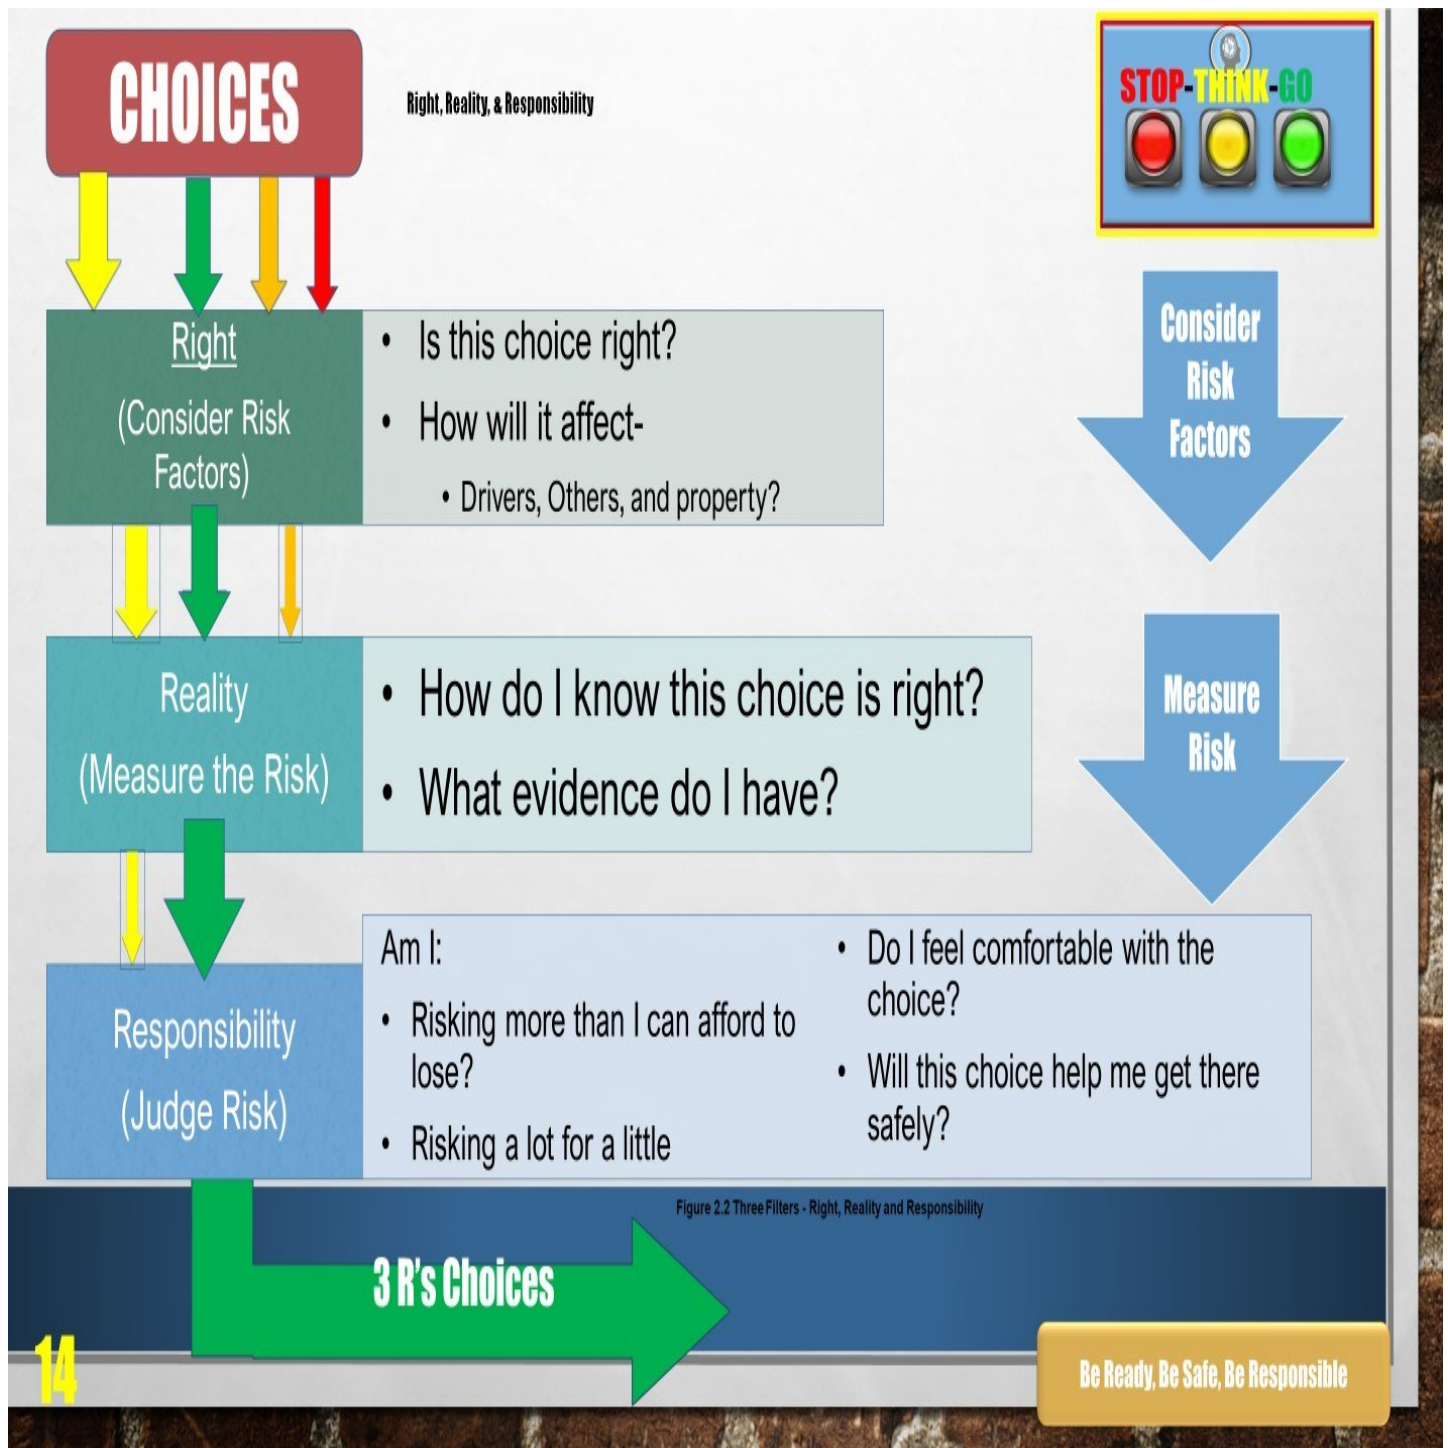 CHOICES
Right, Reality, & Responsibility
STOP-THINK-GO
Right
(Consider Risk
Factors)
• Is this choice right?
• How will it affect-
• Drivers, Others, and property?
Consider
Risk
Factors
Reality
(Measure the Risk)
• How do I know this choice is right?
• What evidence do I have?
Measure
Risk
Responsibility
(Judge Risk)
Am I:
• Risking more than I can afford to
lose?
• Risking a lot for a little
• Do I feel comfortable with the
choice?
• Will this choice help me get there
safely?
Figure 2.2 Three Filters - Right, Reality and Responsibility
3 R's Choices
14
Be Ready, Be Safe, Be Responsible